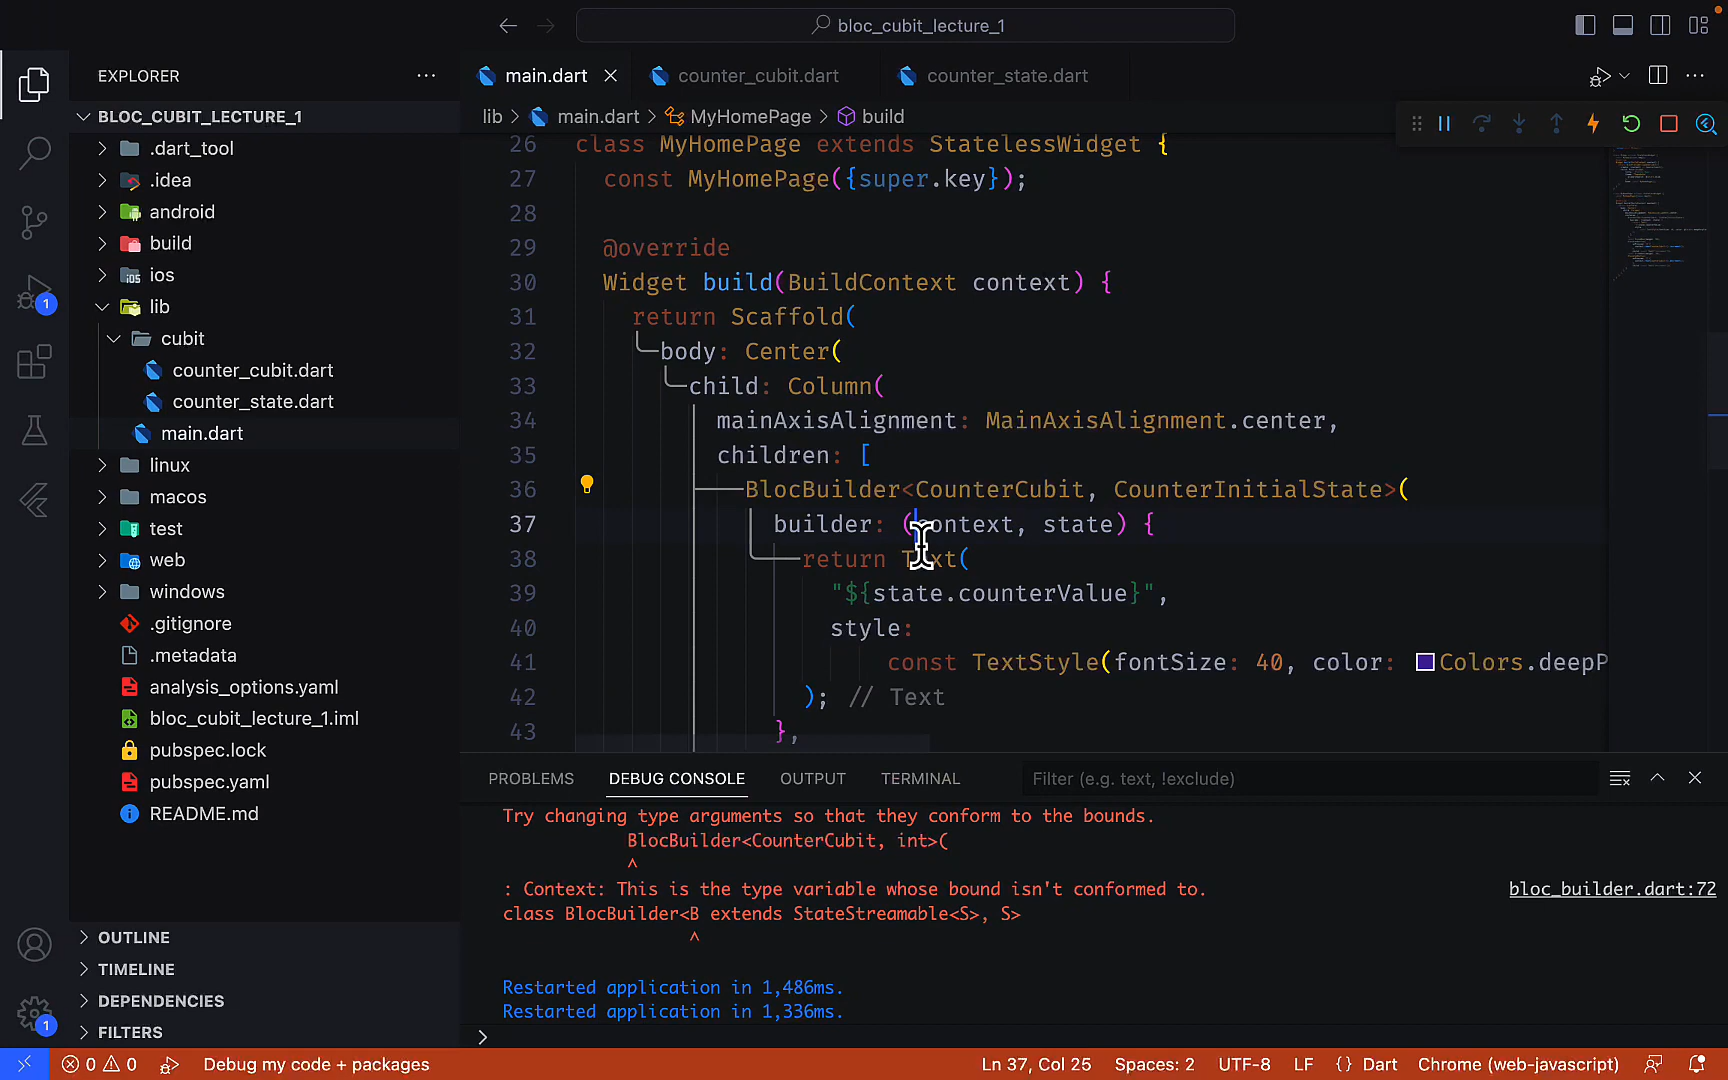 bloc_cubit_lecture_1
EXPLORER
BLOC_CUBIT_LECTURE_1
.dart_tool
.idea
android
build
ios
lib
cubit
counter_cubit.dart
counter_state.dart
main.dart
linux
macos
test
web
windows
.gitignore
.metadata
analysis_options.yaml
bloc_cubit_lecture_1.iml
pubspec.lock
pubspec.yaml
README.md
OUTLINE
TIMELINE
DEPENDENCIES
FILTERS
1
1
main.dart counter_cubit.dart counter_state.dart
lib > main.dart > MyHomePage > build
26 class MyHomePage extends StatelessWidget {
27 const MyHomePage({super.key});
28
29 @override
30 Widget build(BuildContext context) {
31 return Scaffold(
32 body: Center(
33 child: Column(
34 mainAxisAlignment: MainAxisAlignment.center,
35 children: [
36 BlocBuilder<CounterCubit, CounterInitialState>(
37 builder: (context, state) {
38 return Text(
39 "${state.counterValue}",
40 style:
41 const TextStyle(fontSize: 40, color: Colors.deepP
42 ); // Text
43 },
PROBLEMS DEBUG CONSOLE OUTPUT TERMINAL Filter (e.g. text, !exclude)
Try changing type arguments so that they conform to the bounds.
BlocBuilder<CounterCubit, int>(
^
: Context: This is the type variable whose bound isn't conformed to. bloc_builder.dart:72
class BlocBuilder<B extends StateStreamable<S>, S>
^
Restarted application in 1,486ms.
Restarted application in 1,336ms.
>
0 0 Debug my code + packages Ln 37, Col 25 Spaces: 2 UTF-8 LF {} Dart Chrome (web-javascript)